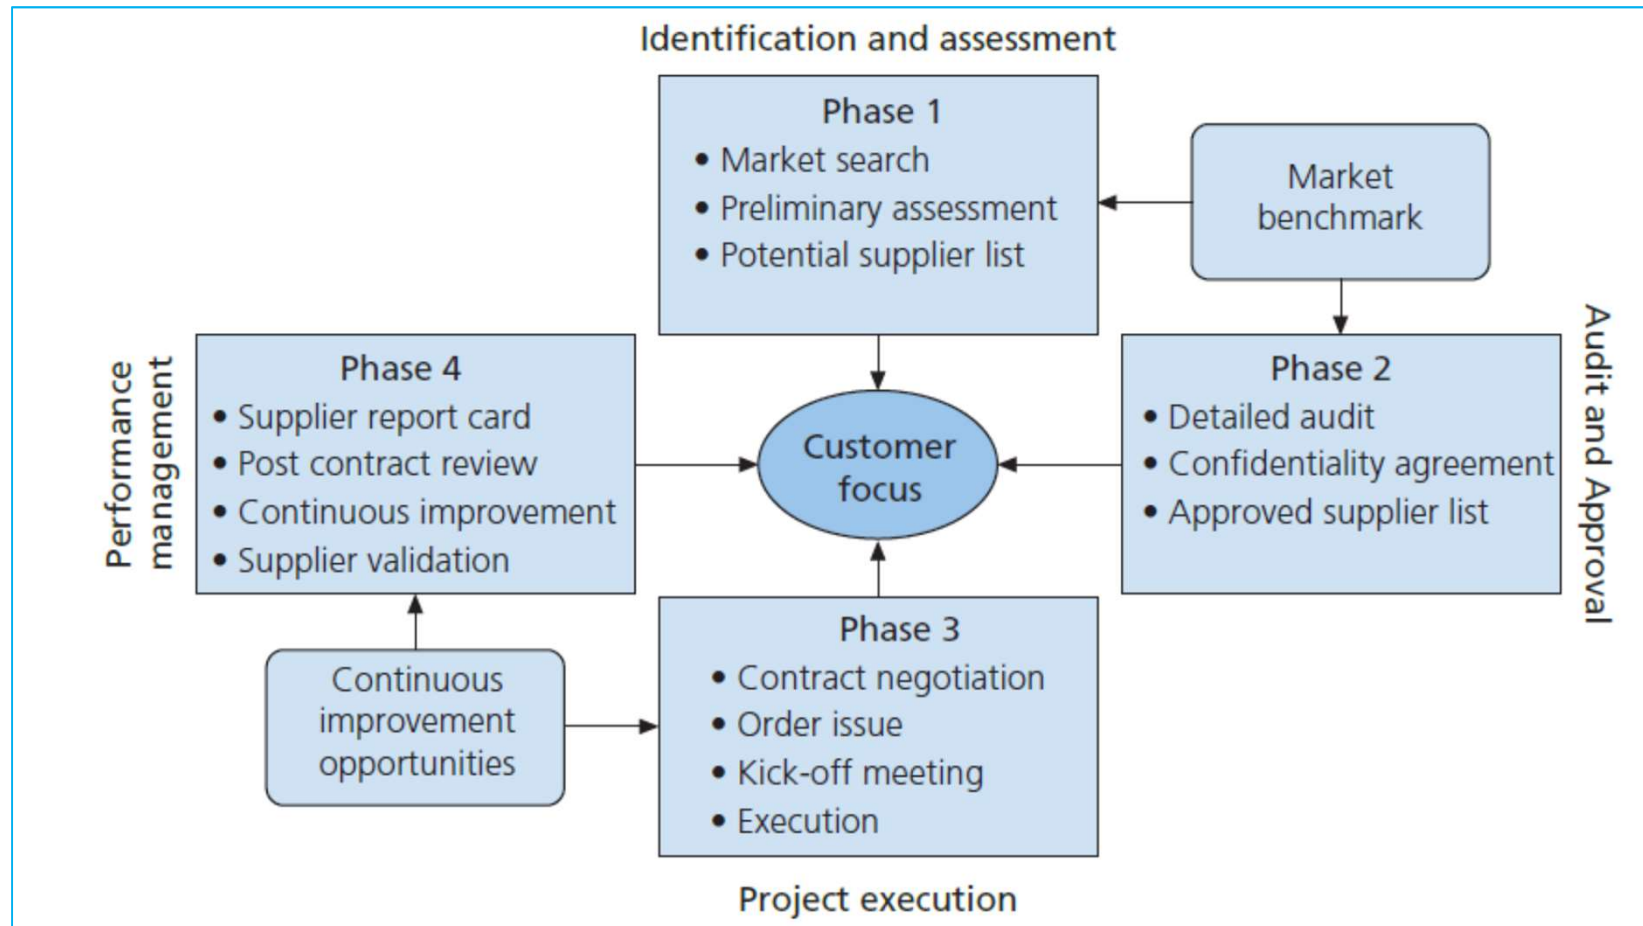 Identification and assessment
Phase 1
• Market search
• Preliminary assessment
• Potential supplier list
Market
benchmark
Performance
management
Phase 4
• Supplier report card
• Post contract review
• Continuous improvement
• Supplier validation
Customer
focus
Phase 2
• Detailed audit
• Confidentiality agreement
• Approved supplier list
Audit and Approval
Continuous
improvement
opportunities
Phase 3
• Contract negotiation
• Order issue
• Kick-off meeting
• Execution
Project execution